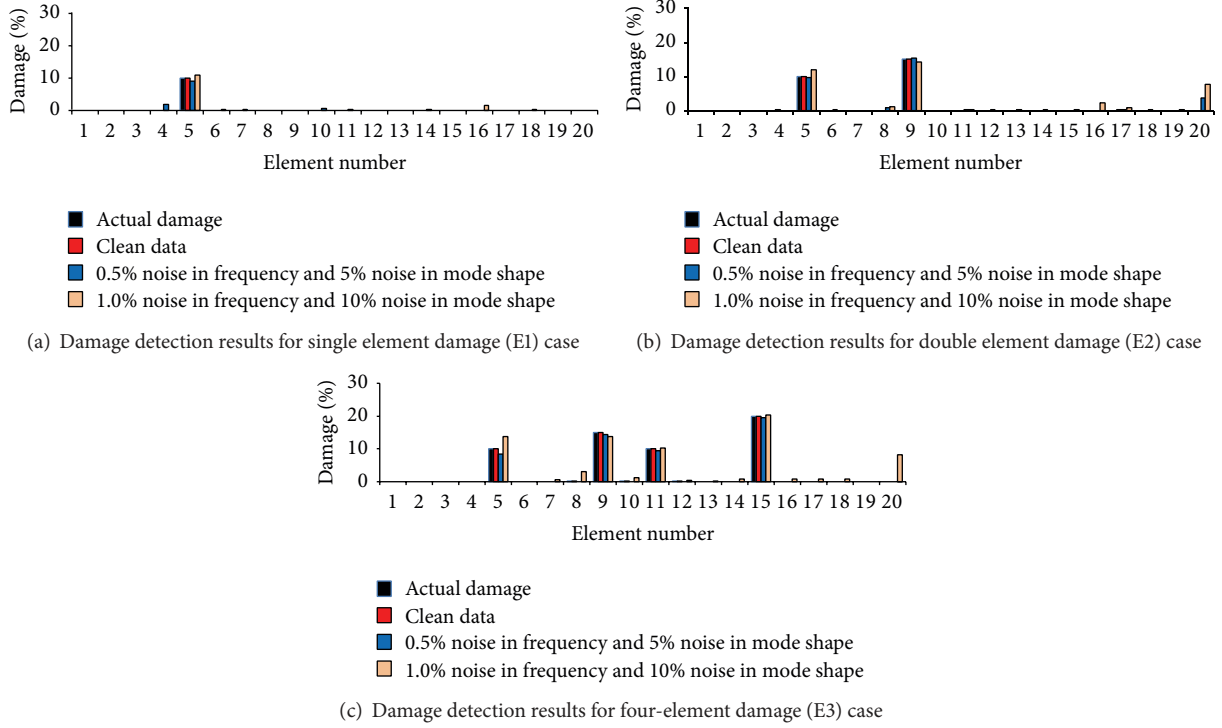 Damage (%)
30
20
10
0
1 2 3 4 5 6 7 8 9 10 11 12 13 14 15 16 17 18 19 20
Element number
Actual damage
Clean data
0.5% noise in frequency and 5% noise in mode shape
1.0% noise in frequency and 10% noise in mode shape
(a) Damage detection results for single element damage (E1) case
Damage (%)
30
20
10
0
1 2 3 4 5 6 7 8 9 10 11 12 13 14 15 16 17 18 19 20
Element number
Actual damage
Clean data
0.5% noise in frequency and 5% noise in mode shape
1.0% noise in frequency and 10% noise in mode shape
(b) Damage detection results for double element damage (E2) case
Damage (%)
30
20
10
0
1 2 3 4 5 6 7 8 9 10 11 12 13 14 15 16 17 18 19 20
Element number
Actual damage
Clean data
0.5% noise in frequency and 5% noise in mode shape
1.0% noise in frequency and 10% noise in mode shape
(c) Damage detection results for four-element damage (E3) case